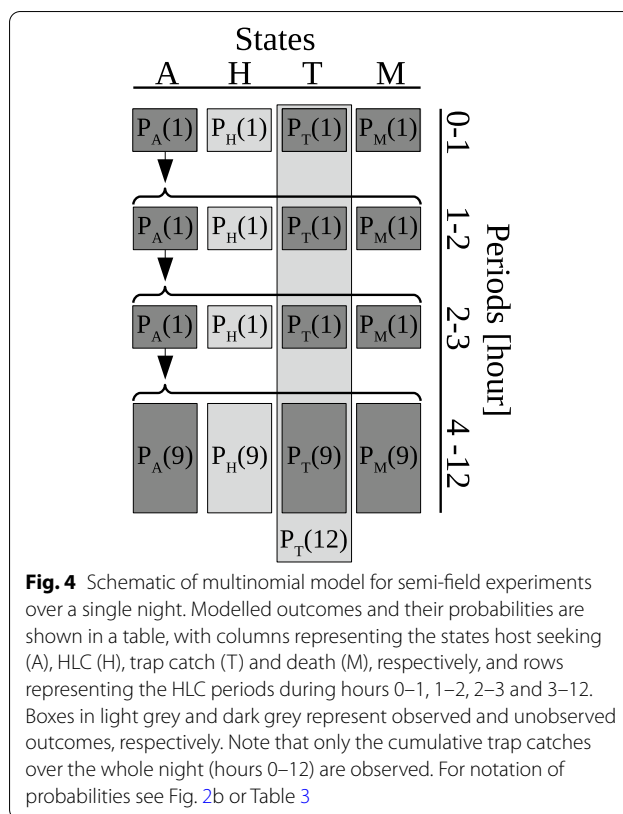 States
A H T M
P_A(1) P_H(1) P_T(1) P_M(1) 0-1
P_A(1) P_H(1) P_T(1) P_M(1) 1-2
P_A(1) P_H(1) P_T(1) P_M(1) 2-3
P_A(9) P_H(9) P_T(9) P_M(9) 4 -12
P_T(12)
Periods [hour]
Fig. 4 Schematic of multinomial model for semi-field experiments
over a single night. Modelled outcomes and their probabilities are
shown in a table, with columns representing the states host seeking
(A), HLC (H), trap catch (T) and death (M), respectively, and rows
representing the HLC periods during hours 0–1, 1–2, 2–3 and 3–12.
Boxes in light grey and dark grey represent observed and unobserved
outcomes, respectively. Note that only the cumulative trap catches
over the whole night (hours 0–12) are observed. For notation of
probabilities see Fig. 2b or Table 3